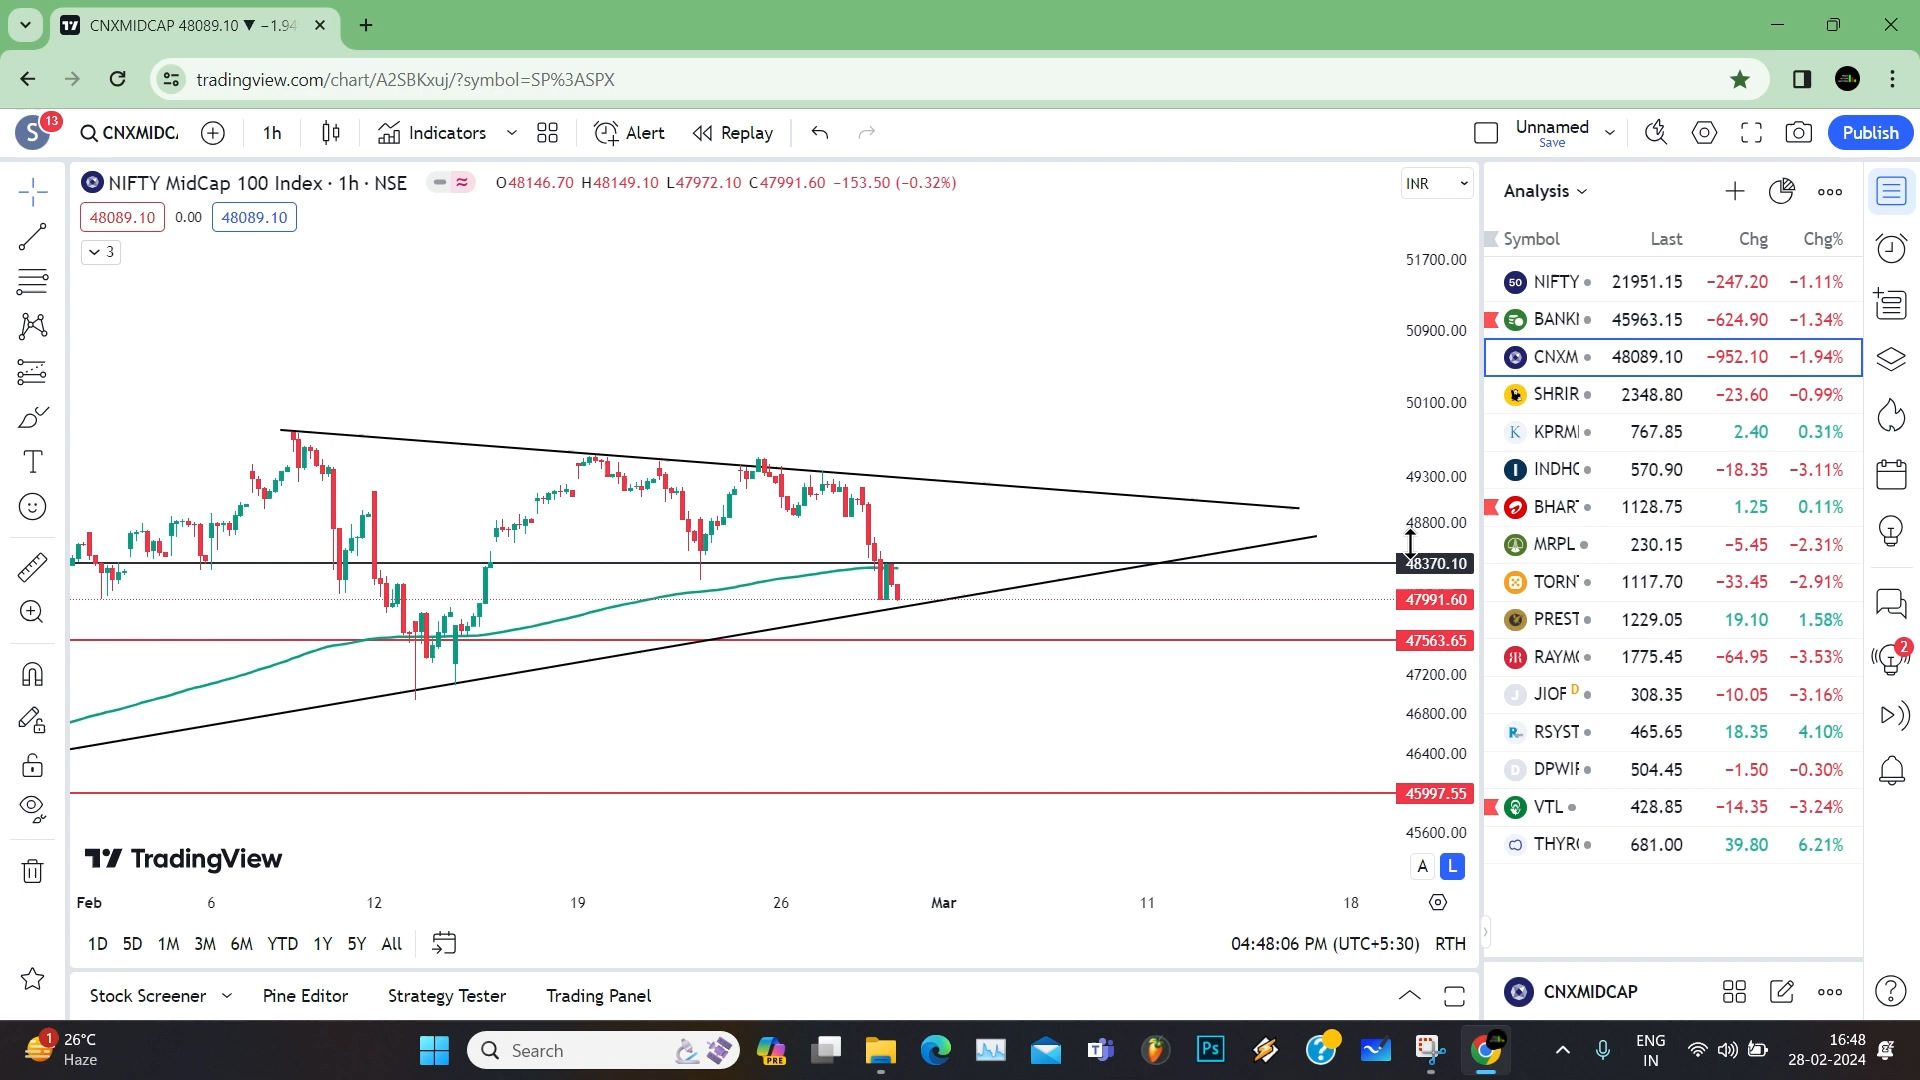 CNXMIDCAP 48089.10 ▼ −1.94
tradingview.com/chart/A2SBKxuj/?symbol=SP%3ASPX
S 13 CNXMIDC 1h Indicators Alert Replay Unnamed Save Publish
NIFTY MidCap 100 Index · 1h · NSE O48146.70 H48149.10 L47972.10 C47991.60 −153.50 (−0.32%) INR
48089.10 0.00 48089.10
3
51700.00
50900.00
50100.00
49300.00
48800.00
48370.10
47991.60
47563.65
47200.00
46800.00
46400.00
45997.55
45600.00
TradingView
A L
Feb 6 12 19 26 Mar 11 18
1D 5D 1M 3M 6M YTD 1Y 5Y All 04:48:06 PM (UTC+5:30) RTH
Stock Screener Pine Editor Strategy Tester Trading Panel
Analysis
Symbol Last Chg Chg%
50 NIFTY 21951.15 −247.20 −1.11%
BANKI 45963.15 −624.90 −1.34%
CNXM 48089.10 −952.10 −1.94%
SHRIR 2348.80 −23.60 −0.99%
K KPRMI 767.85 2.40 0.31%
I INDHC 570.90 −18.35 −3.11%
BHAR 1128.75 1.25 0.11%
MRPL 230.15 −5.45 −2.31%
TORN 1117.70 −33.45 −2.91%
PREST 1229.05 19.10 1.58%
RAYM 1775.45 −64.95 −3.53%
J JIOF D 308.35 −10.05 −3.16%
R RSYST 465.65 18.35 4.10%
D DPWIF 504.45 −1.50 −0.30%
VTL 428.85 −14.35 −3.24%
THYR 681.00 39.80 6.21%
2
CNXMIDCAP
1 26°C
Haze
Search
PRE
Ps
ENG
IN
16:48
28-02-2024